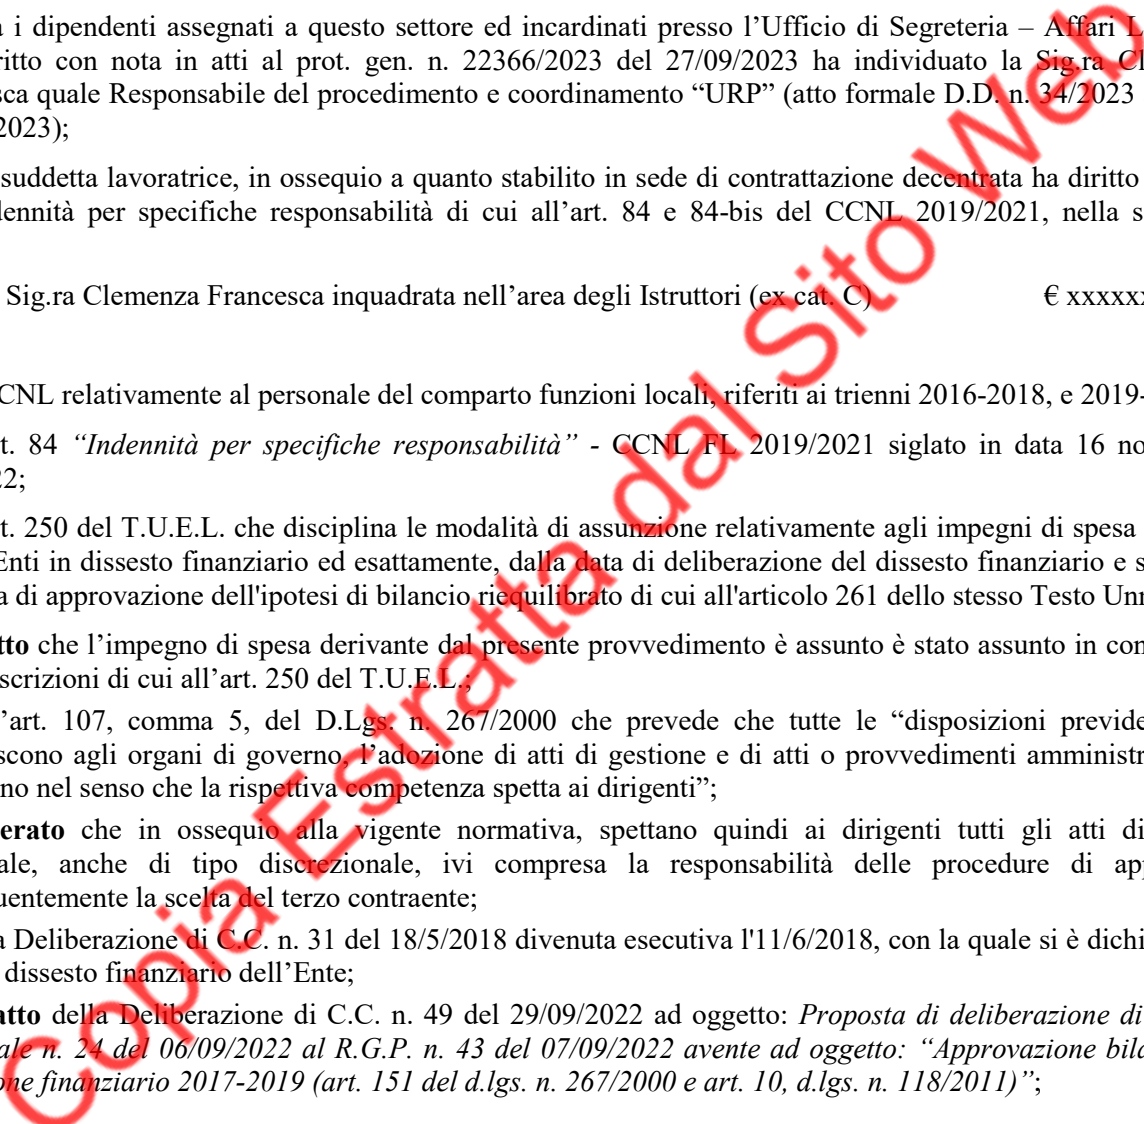 i dipendenti assegnati a questo settore ed incardinati presso l’Ufficio di Segreteria – Affari L
ritto con nota in atti al prot. gen. n. 22366/2023 del 27/09/2023 ha individuato la Sig.ra Cl
sca quale Responsabile del procedimento e coordinamento “URP” (atto formale D.D. n. 34/2023
2023);
suddetta lavoratrice, in ossequio a quanto stabilito in sede di contrattazione decentrata ha diritto
dennità per specifiche responsabilità di cui all’art. 84 e 84-bis del CCNL 2019/2021, nella s
Sig.ra Clemenza Francesca inquadrata nell’area degli Istruttori (ex cat. C) € xxxxxx
CNL relativamente al personale del comparto funzioni locali, riferiti ai trienni 2016-2018, e 2019-
t. 84 “Indennità per specifiche responsabilità” - CCNL FL 2019/2021 siglato in data 16 no
22;
t. 250 del T.U.E.L. che disciplina le modalità di assunzione relativamente agli impegni di spesa
Enti in dissesto finanziario ed esattamente, dalla data di deliberazione del dissesto finanziario e s
a di approvazione dell'ipotesi di bilancio riequilibrato di cui all'articolo 261 dello stesso Testo Un
tto che l’impegno di spesa derivante dal presente provvedimento è assunto è stato assunto in con
scrizioni di cui all’art. 250 del T.U.E.L.;
’art. 107, comma 5, del D.Lgs. n. 267/2000 che prevede che tutte le “disposizioni previde
iscono agli organi di governo, l’adozione di atti di gestione e di atti o provvedimenti amministr
no nel senso che la rispettiva competenza spetta ai dirigenti”;
erato che in ossequio alla vigente normativa, spettano quindi ai dirigenti tutti gli atti di
ale, anche di tipo discrezionale, ivi compresa la responsabilità delle procedure di ap
uentemente la scelta del terzo contraente;
a Deliberazione di C.C. n. 31 del 18/5/2018 divenuta esecutiva l'11/6/2018, con la quale si è dichi
dissesto finanziario dell’Ente;
atto della Deliberazione di C.C. n. 49 del 29/09/2022 ad oggetto: Proposta di deliberazione di
ale n. 24 del 06/09/2022 al R.G.P. n. 43 del 07/09/2022 avente ad oggetto: “Approvazione bila
one finanziario 2017-2019 (art. 151 del d.lgs. n. 267/2000 e art. 10, d.lgs. n. 118/2011)”;
Copia Estratta dal Sito Web